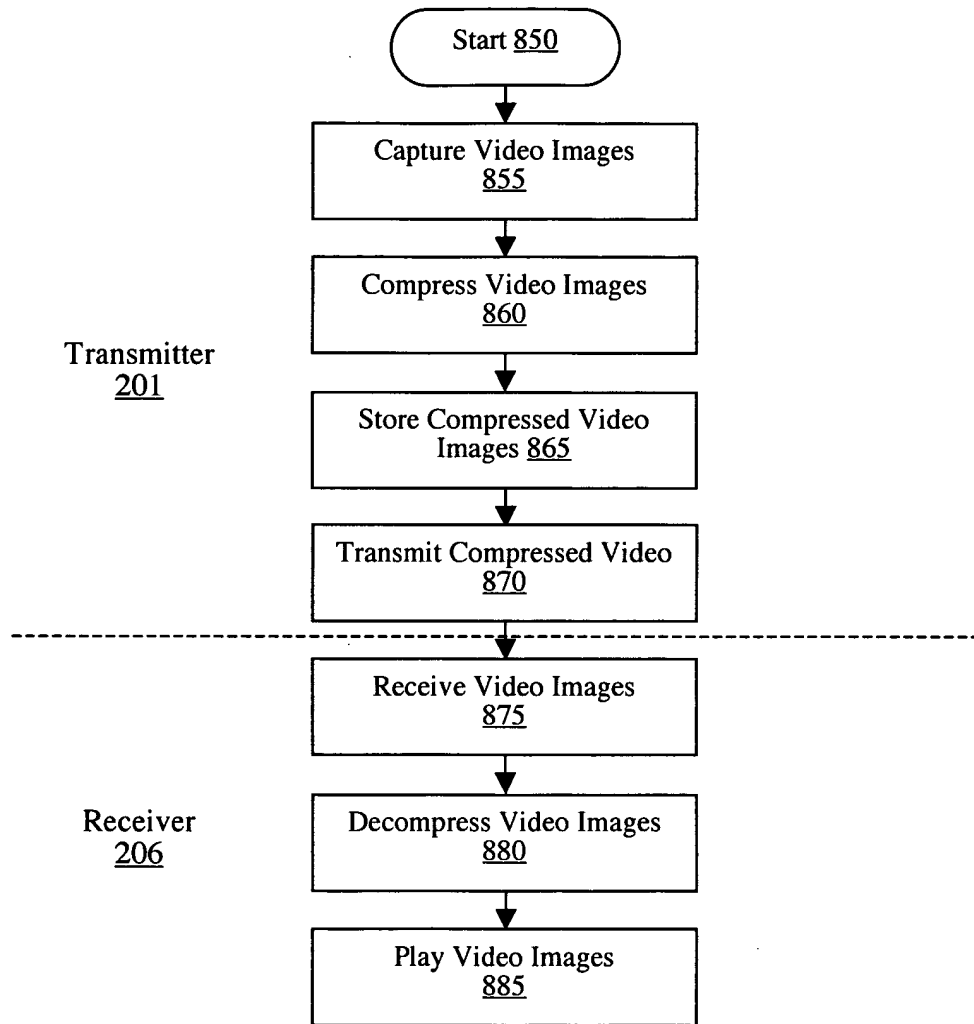 Start 850
Capture Video Images
855
Compress Video Images
860
Transmitter
201
Store Compressed Video
Images 865
Transmit Compressed Video
870
Receive Video Images
875
Receiver
206
Decompress Video Images
880
Play Video Images
885